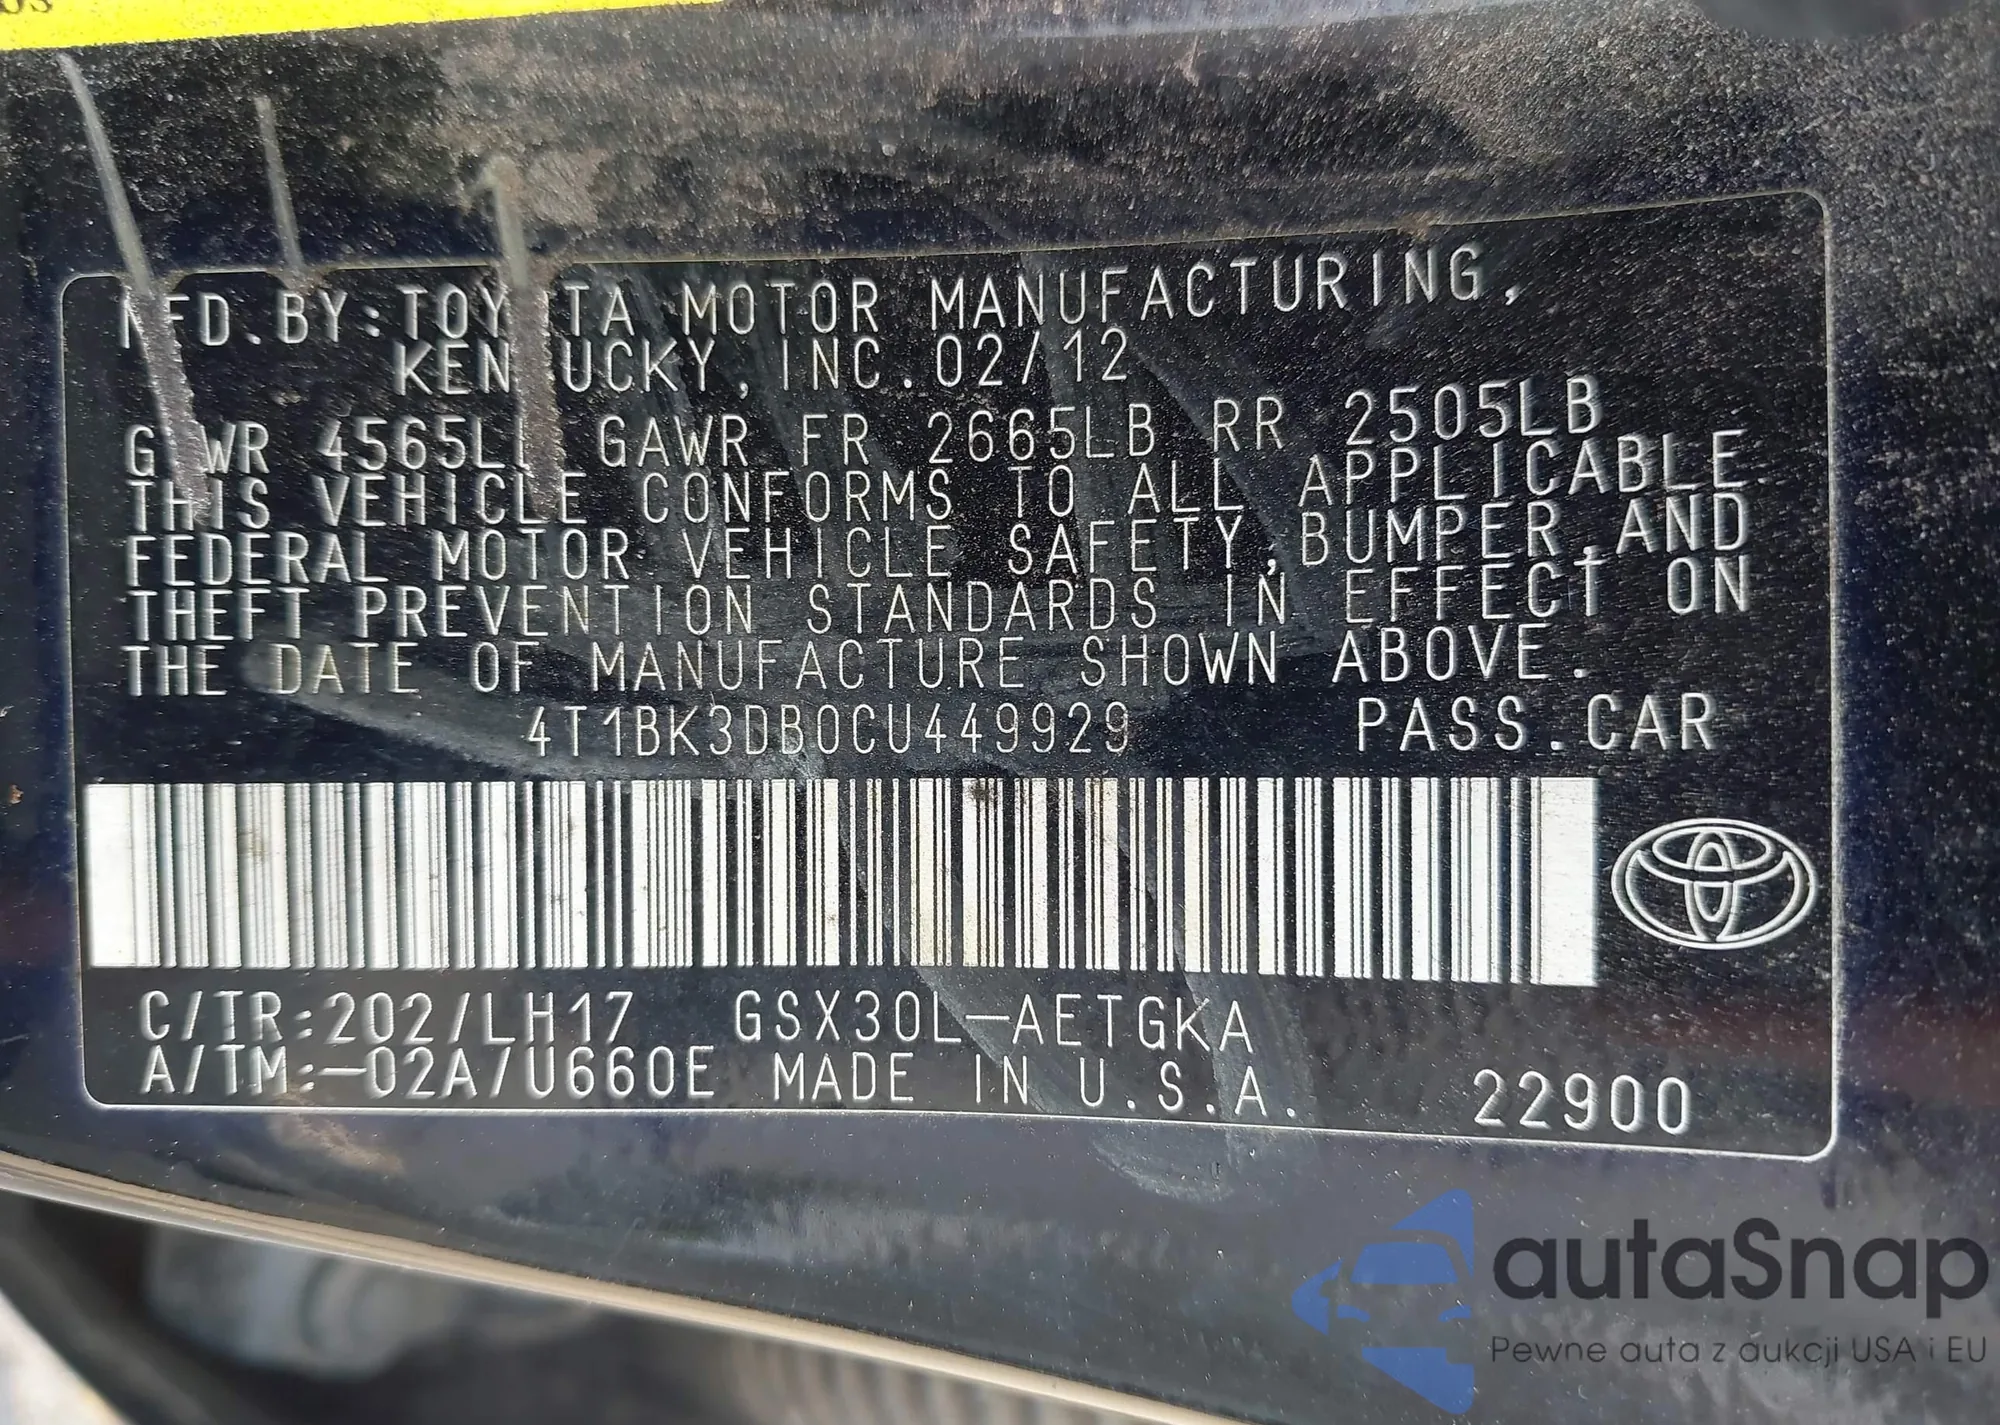 MFD.BY:TOYOTA MOTOR MANUFACTURING,
KENTUCKY, INC. 02/12
GVWR 4565LB GAWR FR 2665LB RR 2505LB
THIS VEHICLE CONFORMS TO ALL APPLICABLE
FEDERAL MOTOR VEHICLE SAFETY, BUMPER, AND
THEFT PREVENTION STANDARDS IN EFFECT ON
THE DATE OF MANUFACTURE SHOWN ABOVE.
4T1BK3DB0CU449929 PASS.CAR
C/TR:202/LH17 GSX30L-AETGKA
A/TM:-02A/U660E MADE IN U.S.A. 22900
autaSnap
Pewne auta z aukcji USA i EU